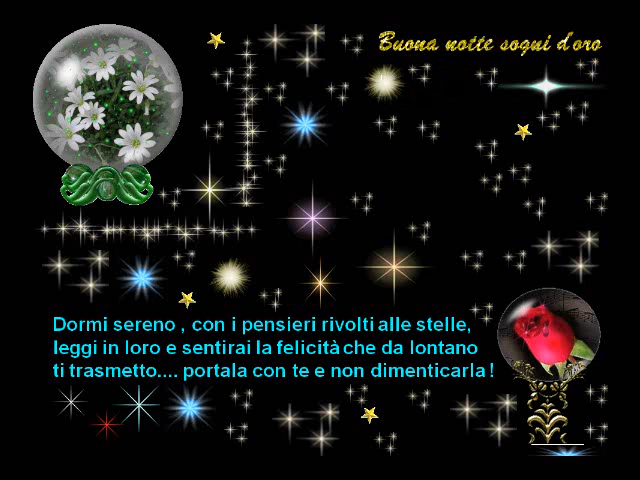 Buona notte sogni d'oro
Dormi sereno , con i pensieri rivolti alle stelle,
leggi in loro e sentirai la felicità che da lontano
ti trasmetto.... portala con te e non dimenticarla !